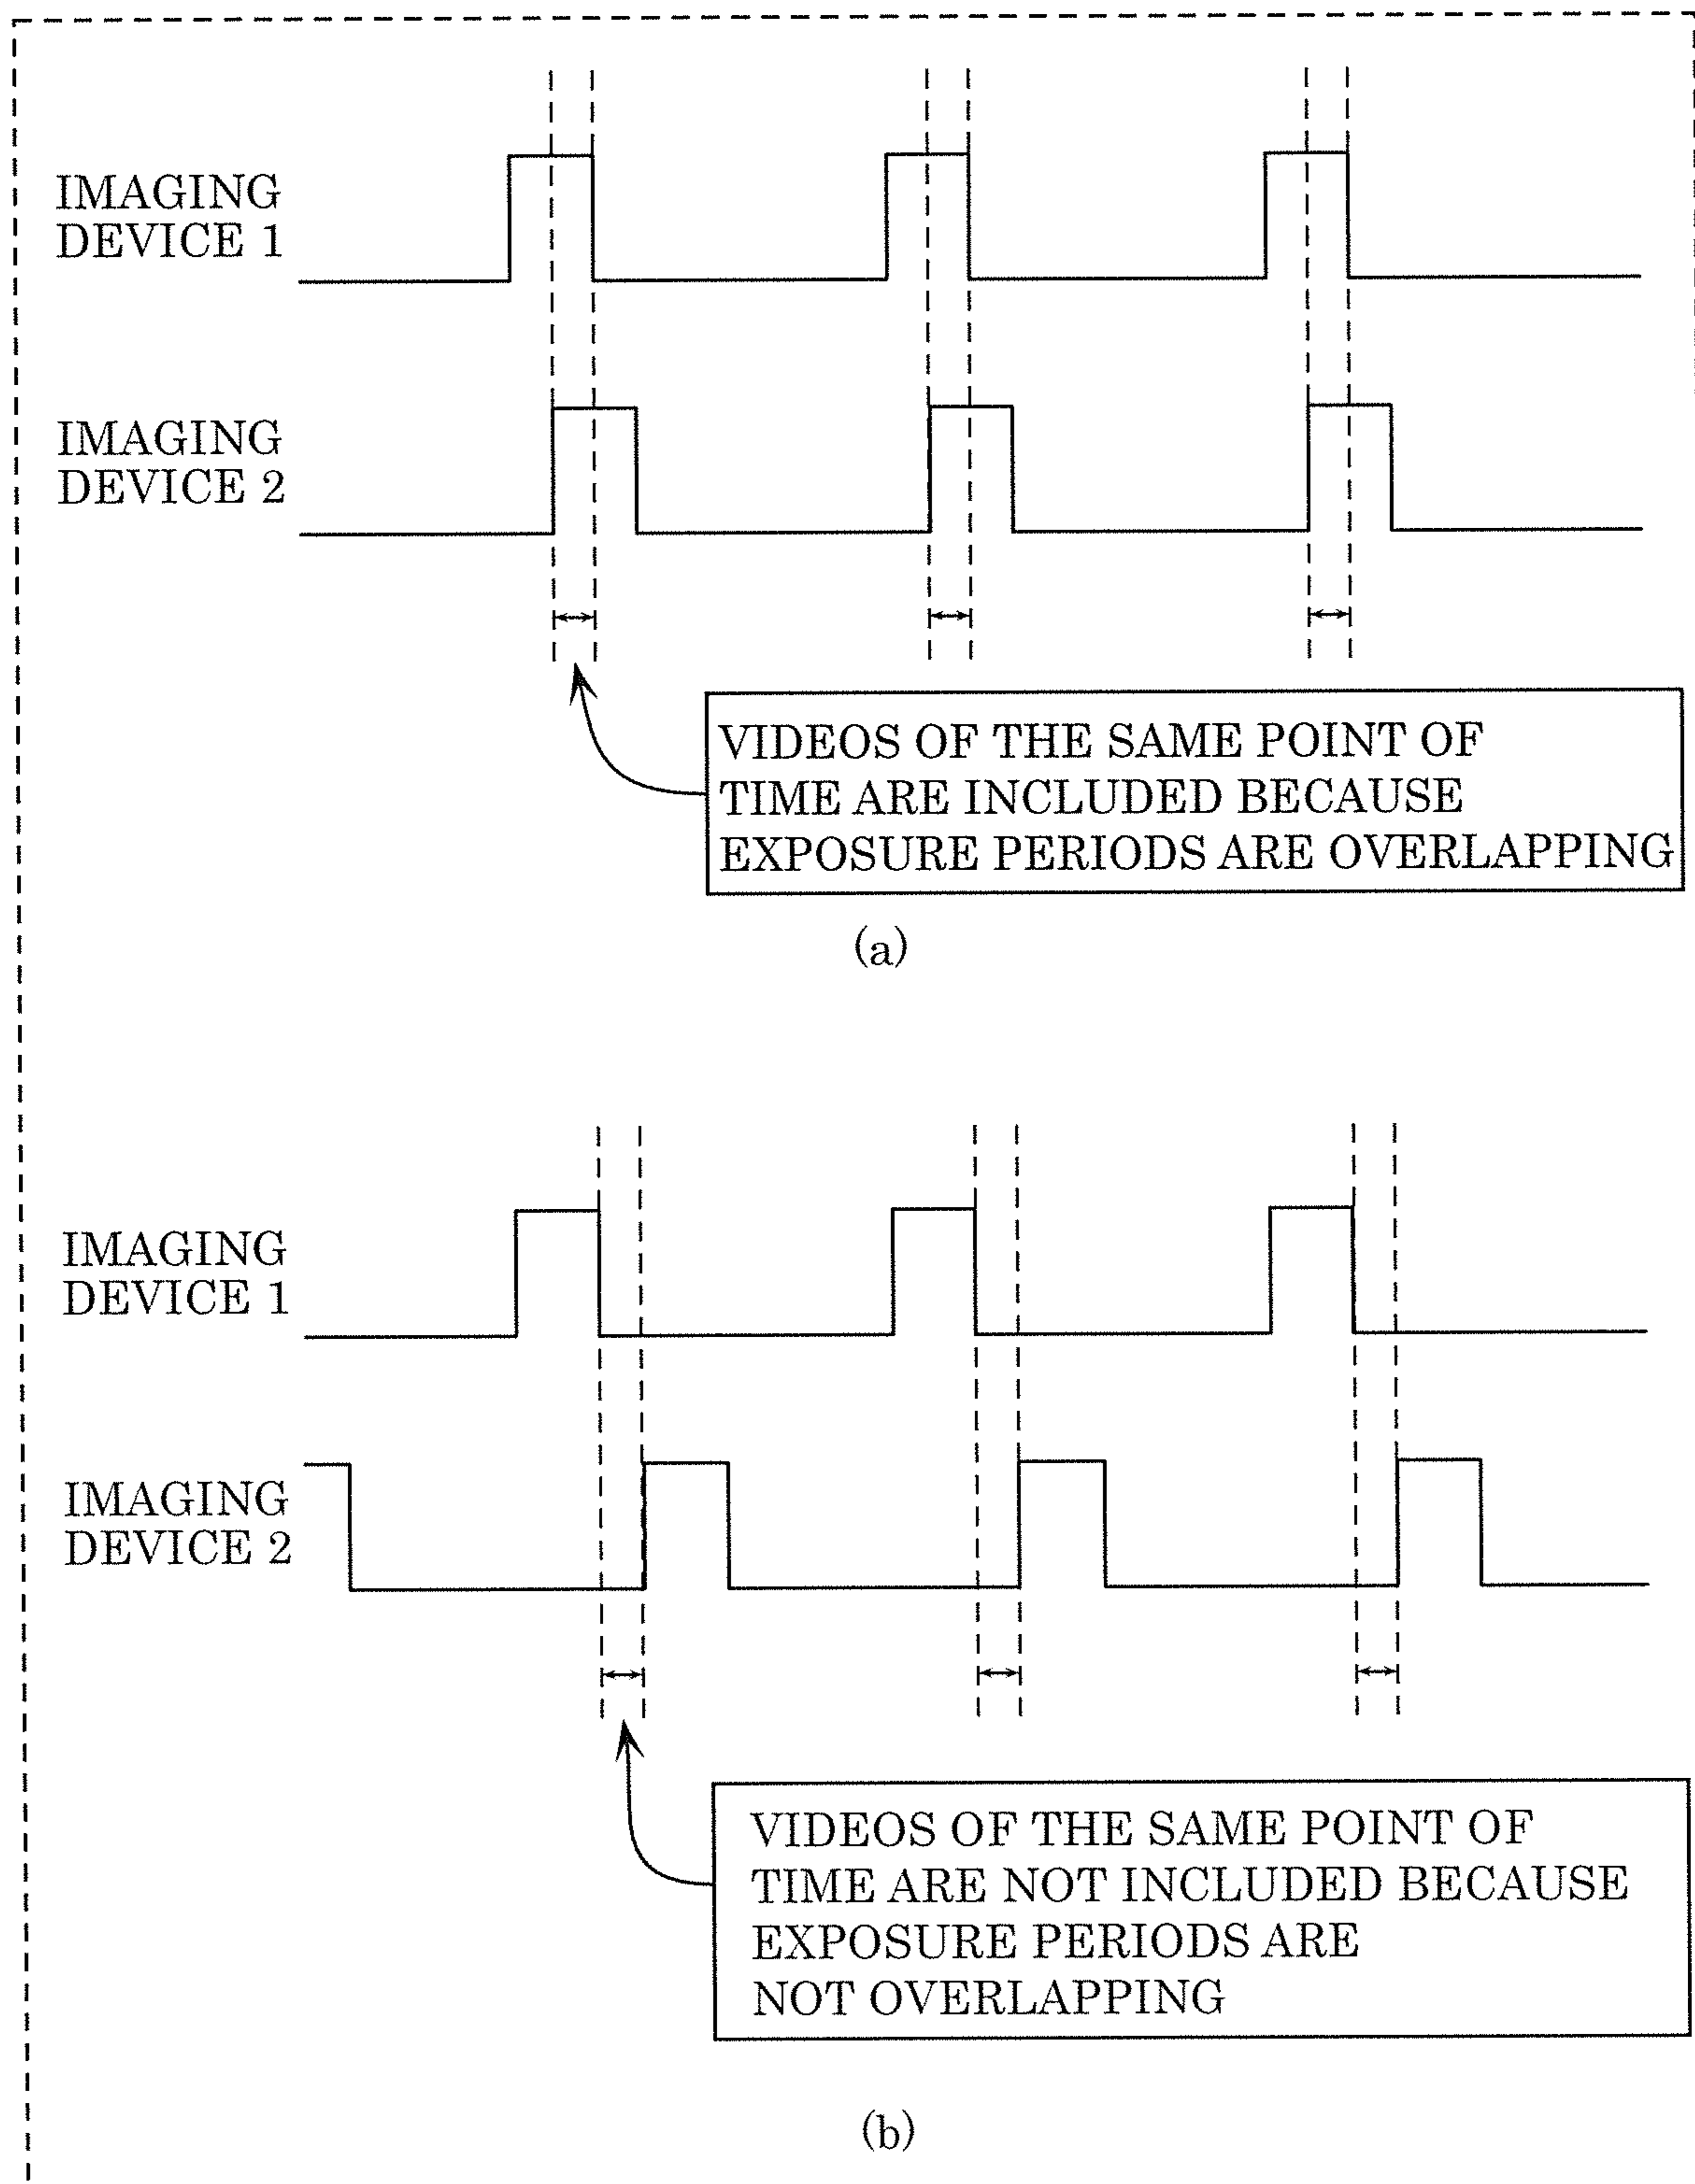 IMAGING
DEVICE 1
IMAGING
DEVICE 2
VIDEOS OF THE SAME POINT OF
TIME ARE INCLUDED BECAUSE
EXPOSURE PERIODS ARE OVERLAPPING
(a)
IMAGING
DEVICE 1
IMAGING
DEVICE 2
VIDEOS OF THE SAME POINT OF
TIME ARE NOT INCLUDED BECAUSE
EXPOSURE PERIODS ARE
NOT OVERLAPPING
(b)